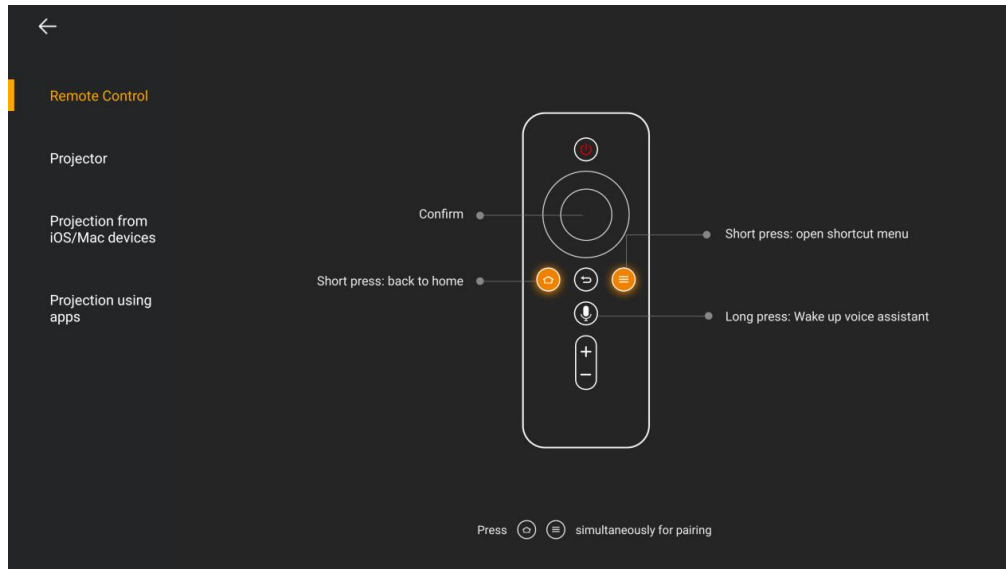 Remote Control
Projector
Projection from
iOS/Mac devices
Projection using
apps
Confirm
Short press: open shortcut menu
Short press: back to home
Long press: Wake up voice assistant
Press simultaneously for pairing